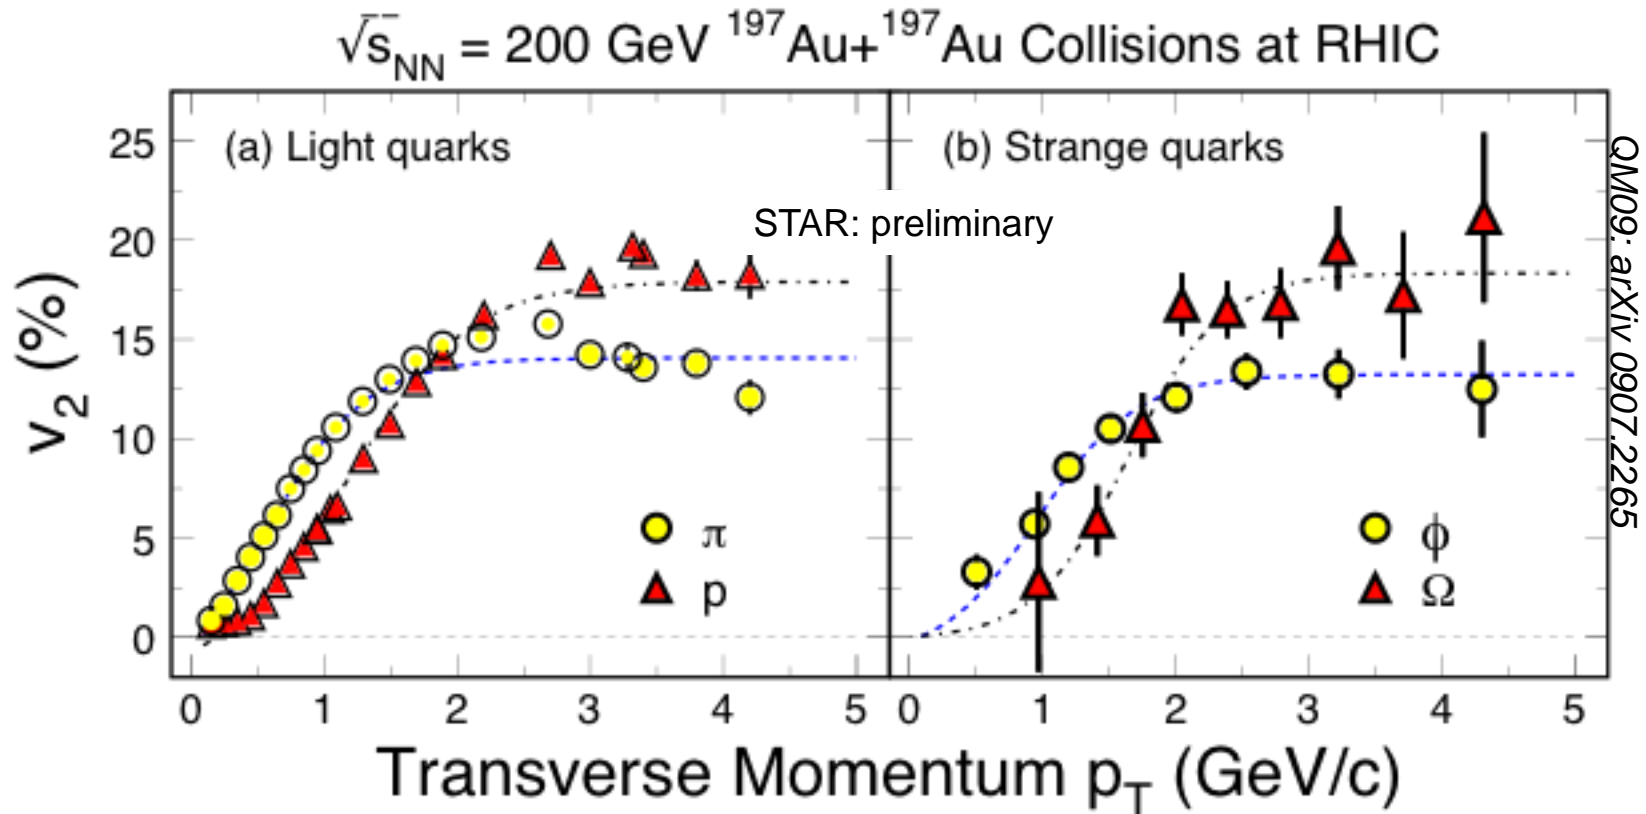 √sNN = 200 GeV 197Au+197Au Collisions at RHIC
(a) Light quarks
(b) Strange quarks
STAR: preliminary
QM09: arXiv 0907.2265
v2 (%)
25
20
15
10
5
0
π
p
ϕ
Ω
0 1 2 3 4 5
0 1 2 3 4 5
Transverse Momentum pT (GeV/c)